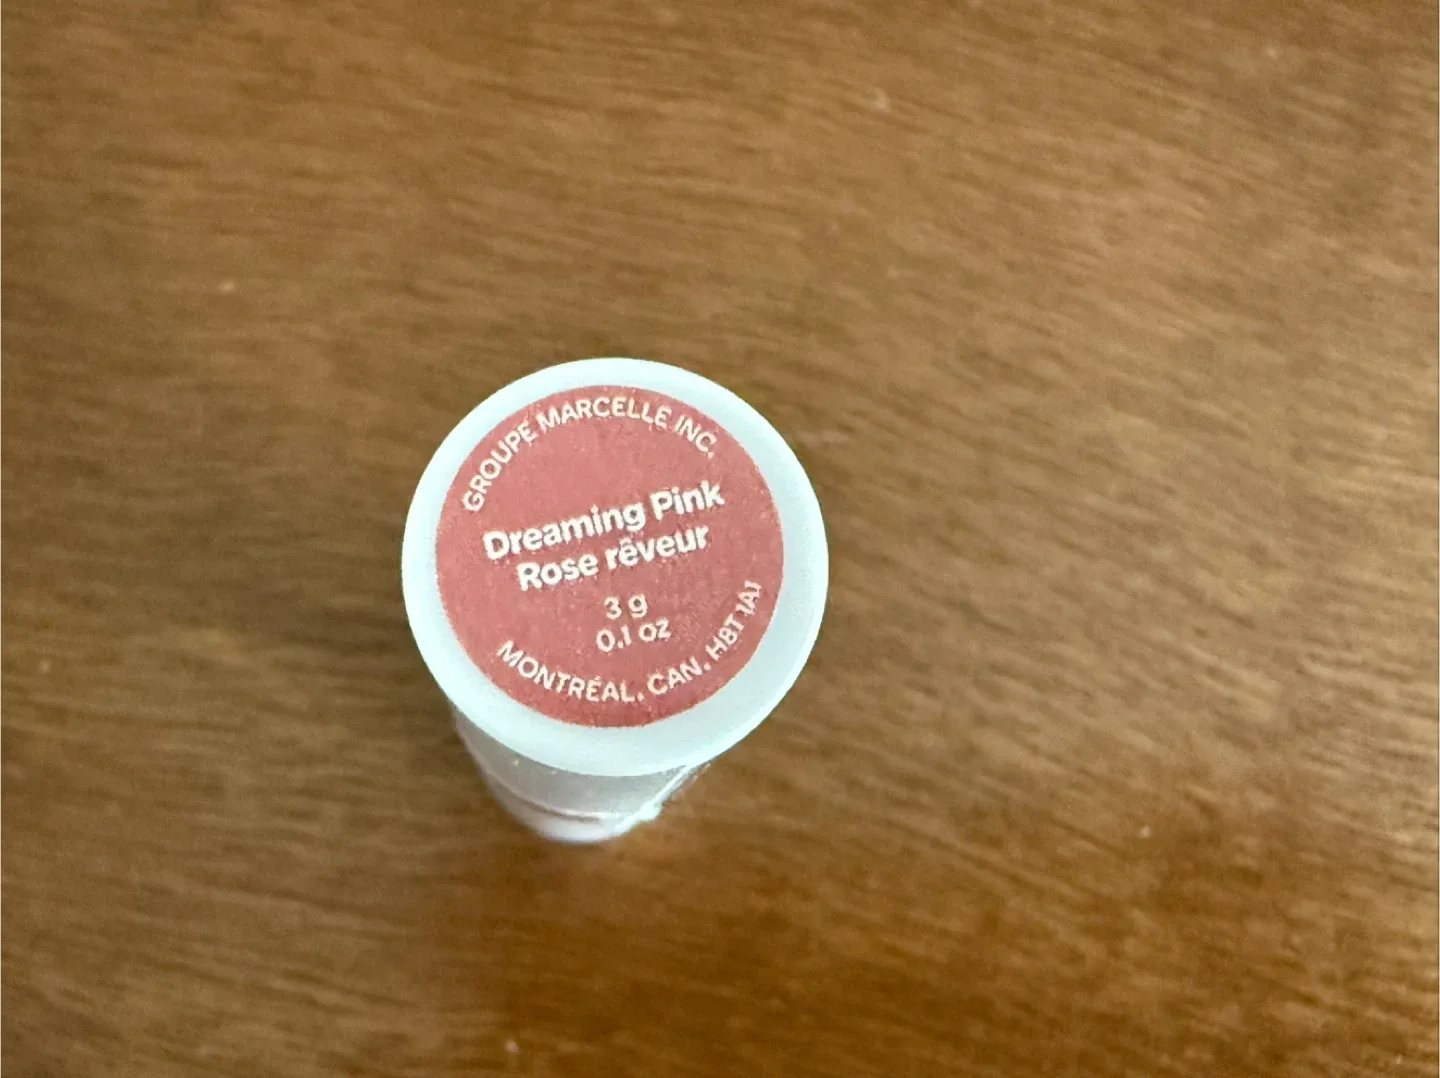 GROUPE MARCELLE INC.
Dreaming Pink
Rose rêveur
3 g
0.1 oz
MONTRÉAL, CAN, H8T 1A1